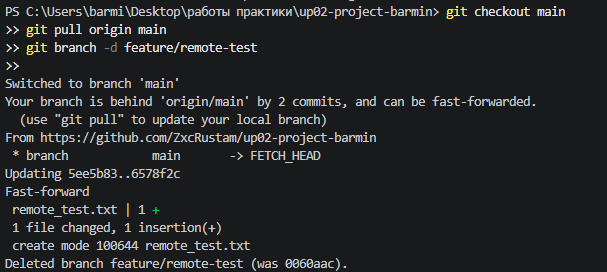 PS C:\Users\barmi\Desktop\работы практики\up02-project-barmin> git checkout main
>> git pull origin main
>> git branch -d feature/remote-test
>>
Switched to branch 'main'
Your branch is behind 'origin/main' by 2 commits, and can be fast-forwarded.
  (use "git pull" to update your local branch)
From https://github.com/ZxcRustam/up02-project-barmin
 * branch            main       -> FETCH_HEAD
Updating 5ee5b83..6578f2c
Fast-forward
 remote_test.txt | 1 +
 1 file changed, 1 insertion(+)
 create mode 100644 remote_test.txt
Deleted branch feature/remote-test (was 0060aac).